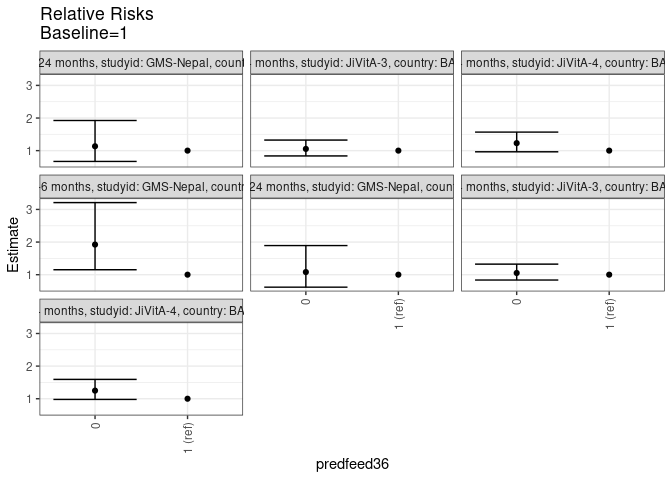 Relative Risks
Baseline=1
24 months, studyid: GMS-Nepal, count
months, studyid: JiVitA-3, country: BA
months, studyid: JiVitA-4, country: BA
3
2
1
-6 months, studyid: GMS-Nepal, countr
24 months, studyid: GMS-Nepal, count
months, studyid: JiVitA-3, country: BA
3
2
1
Estimate
0
1 (ref)
0
1 (ref)
months, studyid: JiVitA-4, country: BA
3
2
1
0
1 (ref)
predfeed36